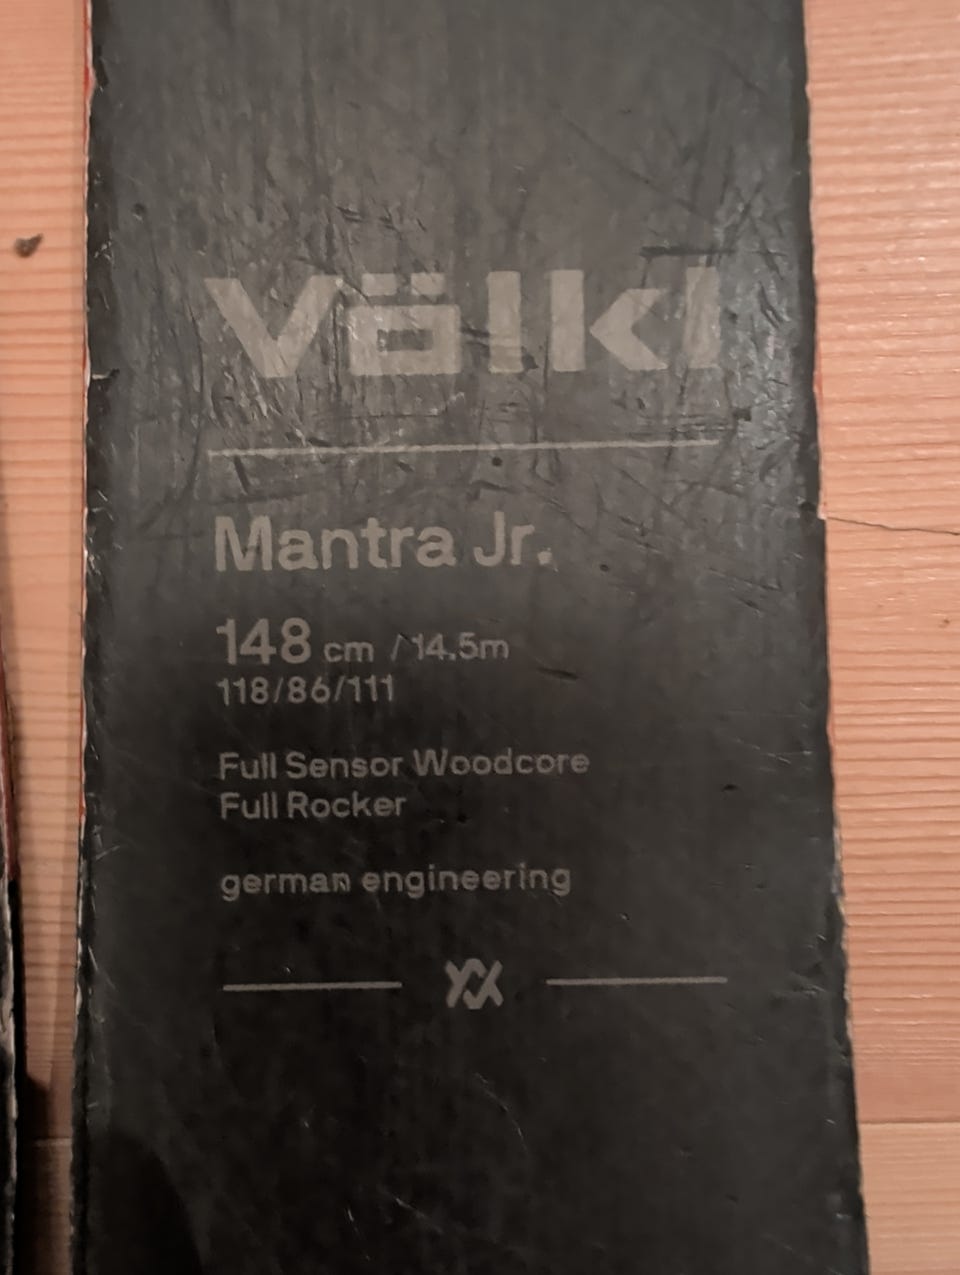 Völkl
Mantra Jr.
148 cm / 14.5m
118/86/111
Full Sensor Woodcore
Full Rocker
german engineering